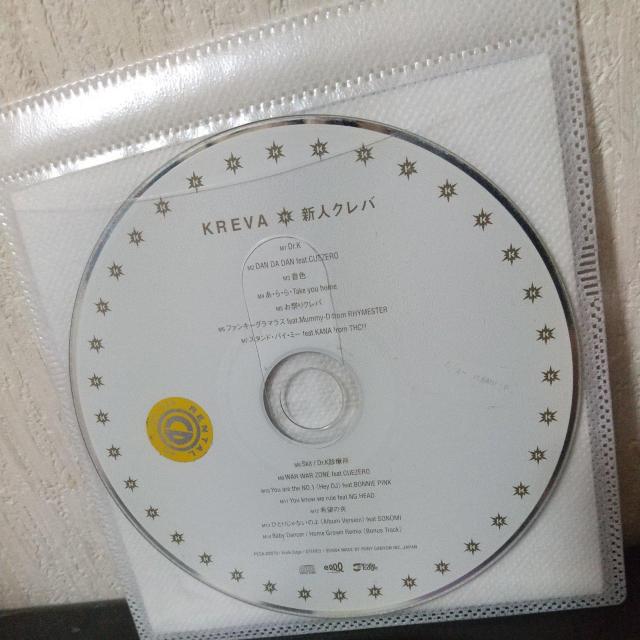 KREVA 新人クレバ
M1 Dr.K
M2 DAN DA DAN feat.CUEZERO
M3 音色
M4 あ・ら・ら・Take you home
M5 お祭りクレバ
M6 ファンキーグラマラス feat.Mummy-D from RHYMESTER
M7 スタンド・バイ・ミー feat.KANA from THC!!
RENTAL
M8 Skit / Dr.K診療所
M9 WAR WAR ZONE feat.CUEZERO
M10 You are the NO.1 (Hey DJ) feat.BONNIE PINK
M11 You know we rule feat.NG HEAD
M12 希望の炎
M13 ひとりじゃないのよ (Album Version) feat.SONOMI
M14 Baby Dancer / Home Grown Remix (Bonus Track)
STEREO MADE BY PONY CANYON INC., JAPAN